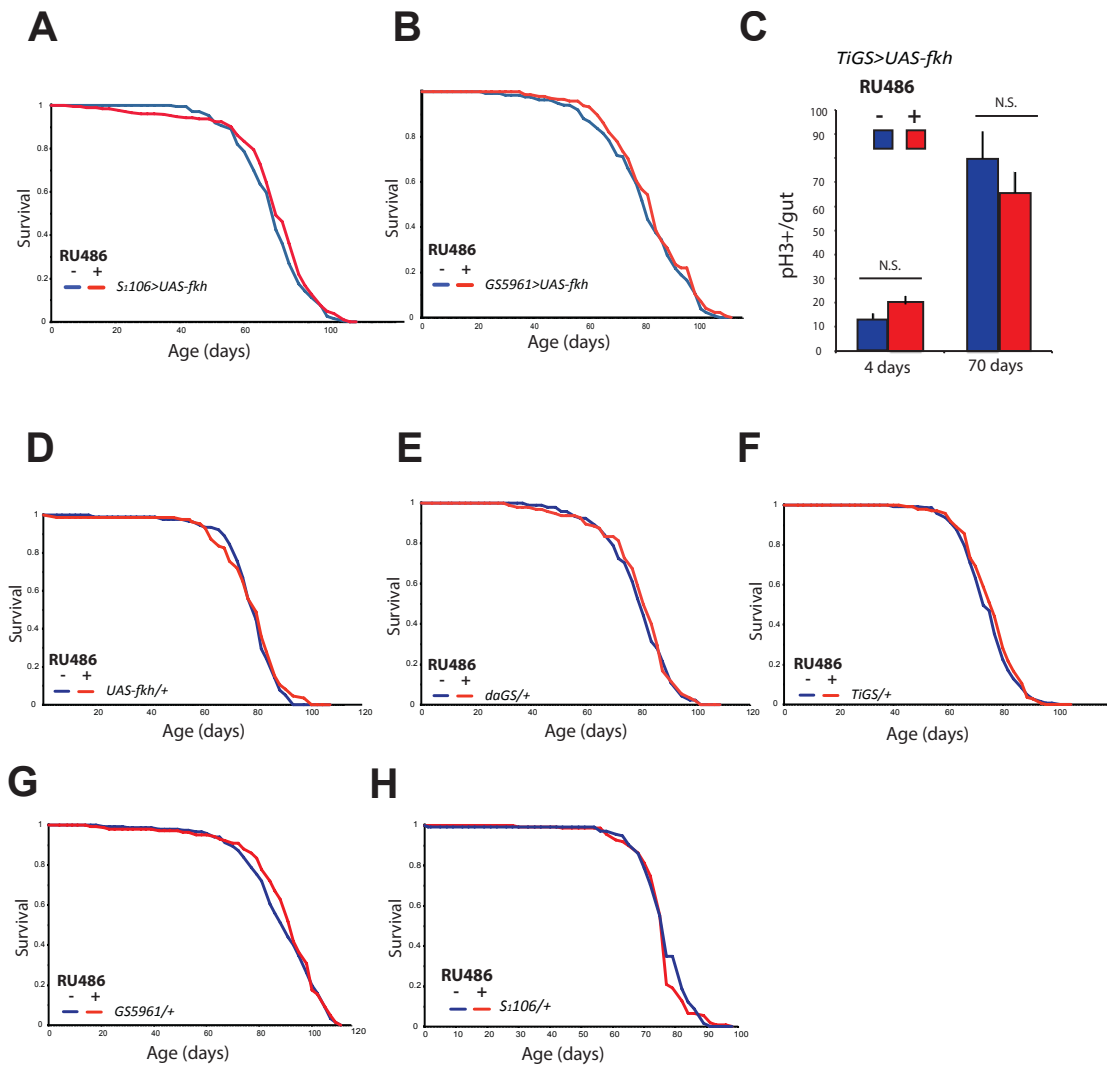 A
B
C
TiGS>UAS-fkh
RU486
- +
N.S.
N.S.
pH3+/gut
90
80
70
60
50
40
30
20
10
0
4 days
70 days
Survival
1
0.8
0.6
0.4
0.2
0
RU486
- +
S1106>UAS-fkh
0 20 40 60 80 100
Age (days)
Survival
1
0.8
0.6
0.4
0.2
0
RU486
- +
GS5961>UAS-fkh
0 20 40 60 80 100
Age (days)
D
E
F
Survival
1
0.8
0.6
0.4
0.2
0
RU486
- +
UAS-fkh/+
20 40 60 80 100 120
Age (days)
Survival
1
0.8
0.6
0.4
0.2
0
RU486
- +
daGS/+
0 20 40 60 80 100 120
Age (days)
Survival
1
0.8
0.6
0.4
0.2
0
RU486
- +
TiGS/+
0 20 40 60 80 100 120
Age (days)
G
H
Survival
1
0.8
0.6
0.4
0.2
0
RU486
- +
GS5961/+
0 20 40 60 80 100 120
Age (days)
Survival
1
0.8
0.6
0.4
0.2
0
RU486
- +
S1106/+
0 10 20 30 40 50 60 70 80 90 100
Age (days)